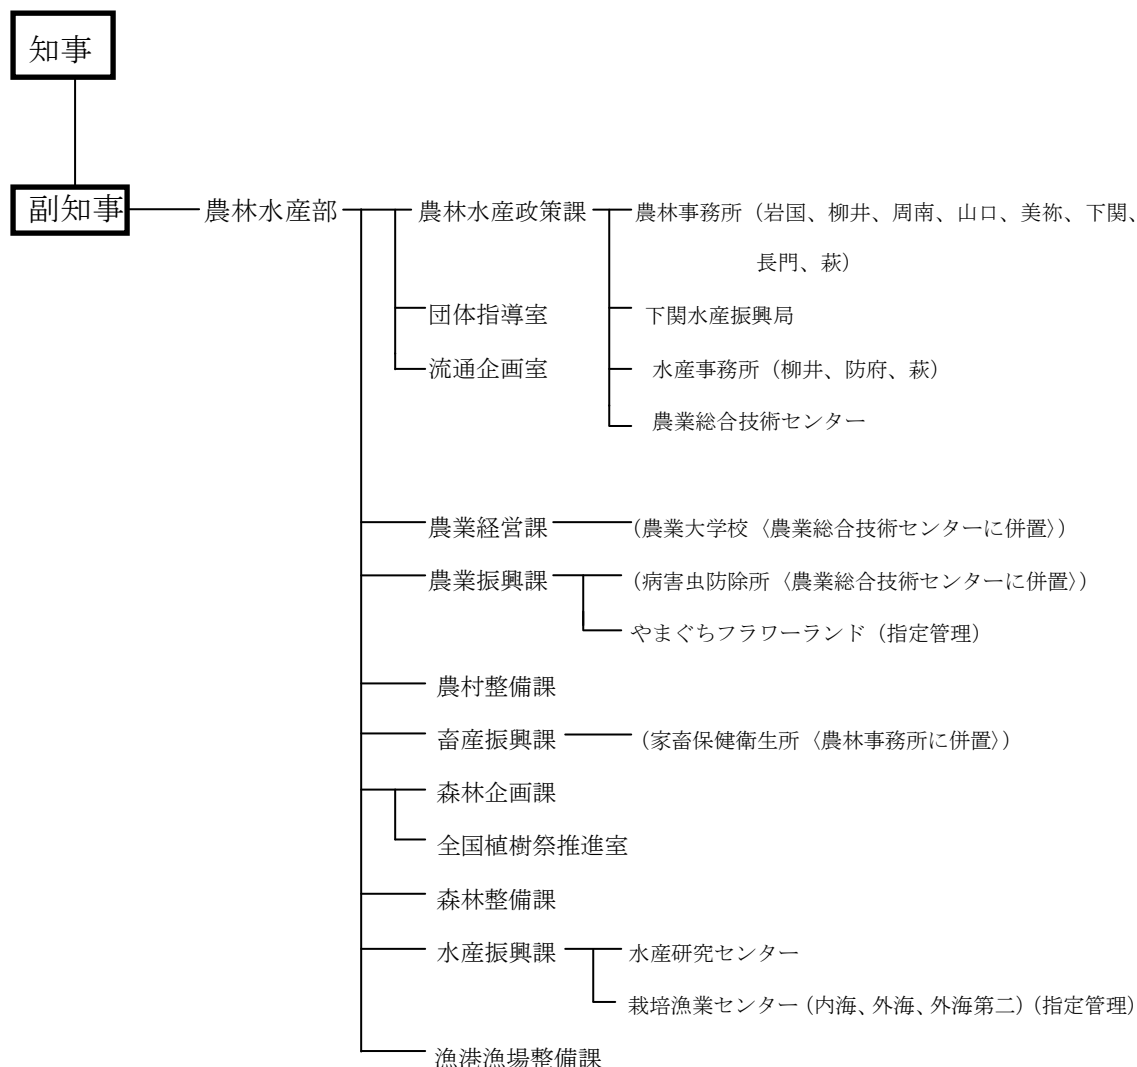 知事
副知事 農林水産部 農林水産政策課 農林事務所（岩国、柳井、周南、山口、美祢、下関、
長門、萩）
団体指導室 下関水産振興局
流通企画室 水産事務所（柳井、防府、萩）
農業総合技術センター
農業経営課 （農業大学校〈農業総合技術センターに併置〉）
農業振興課 （病害虫防除所〈農業総合技術センターに併置〉）
やまぐちフラワーランド（指定管理）
農村整備課
畜産振興課 （家畜保健衛生所〈農林事務所に併置〉）
森林企画課
全国植樹祭推進室
森林整備課
水産振興課 水産研究センター
栽培漁業センター（内海、外海、外海第二）（指定管理）
漁港漁場整備課